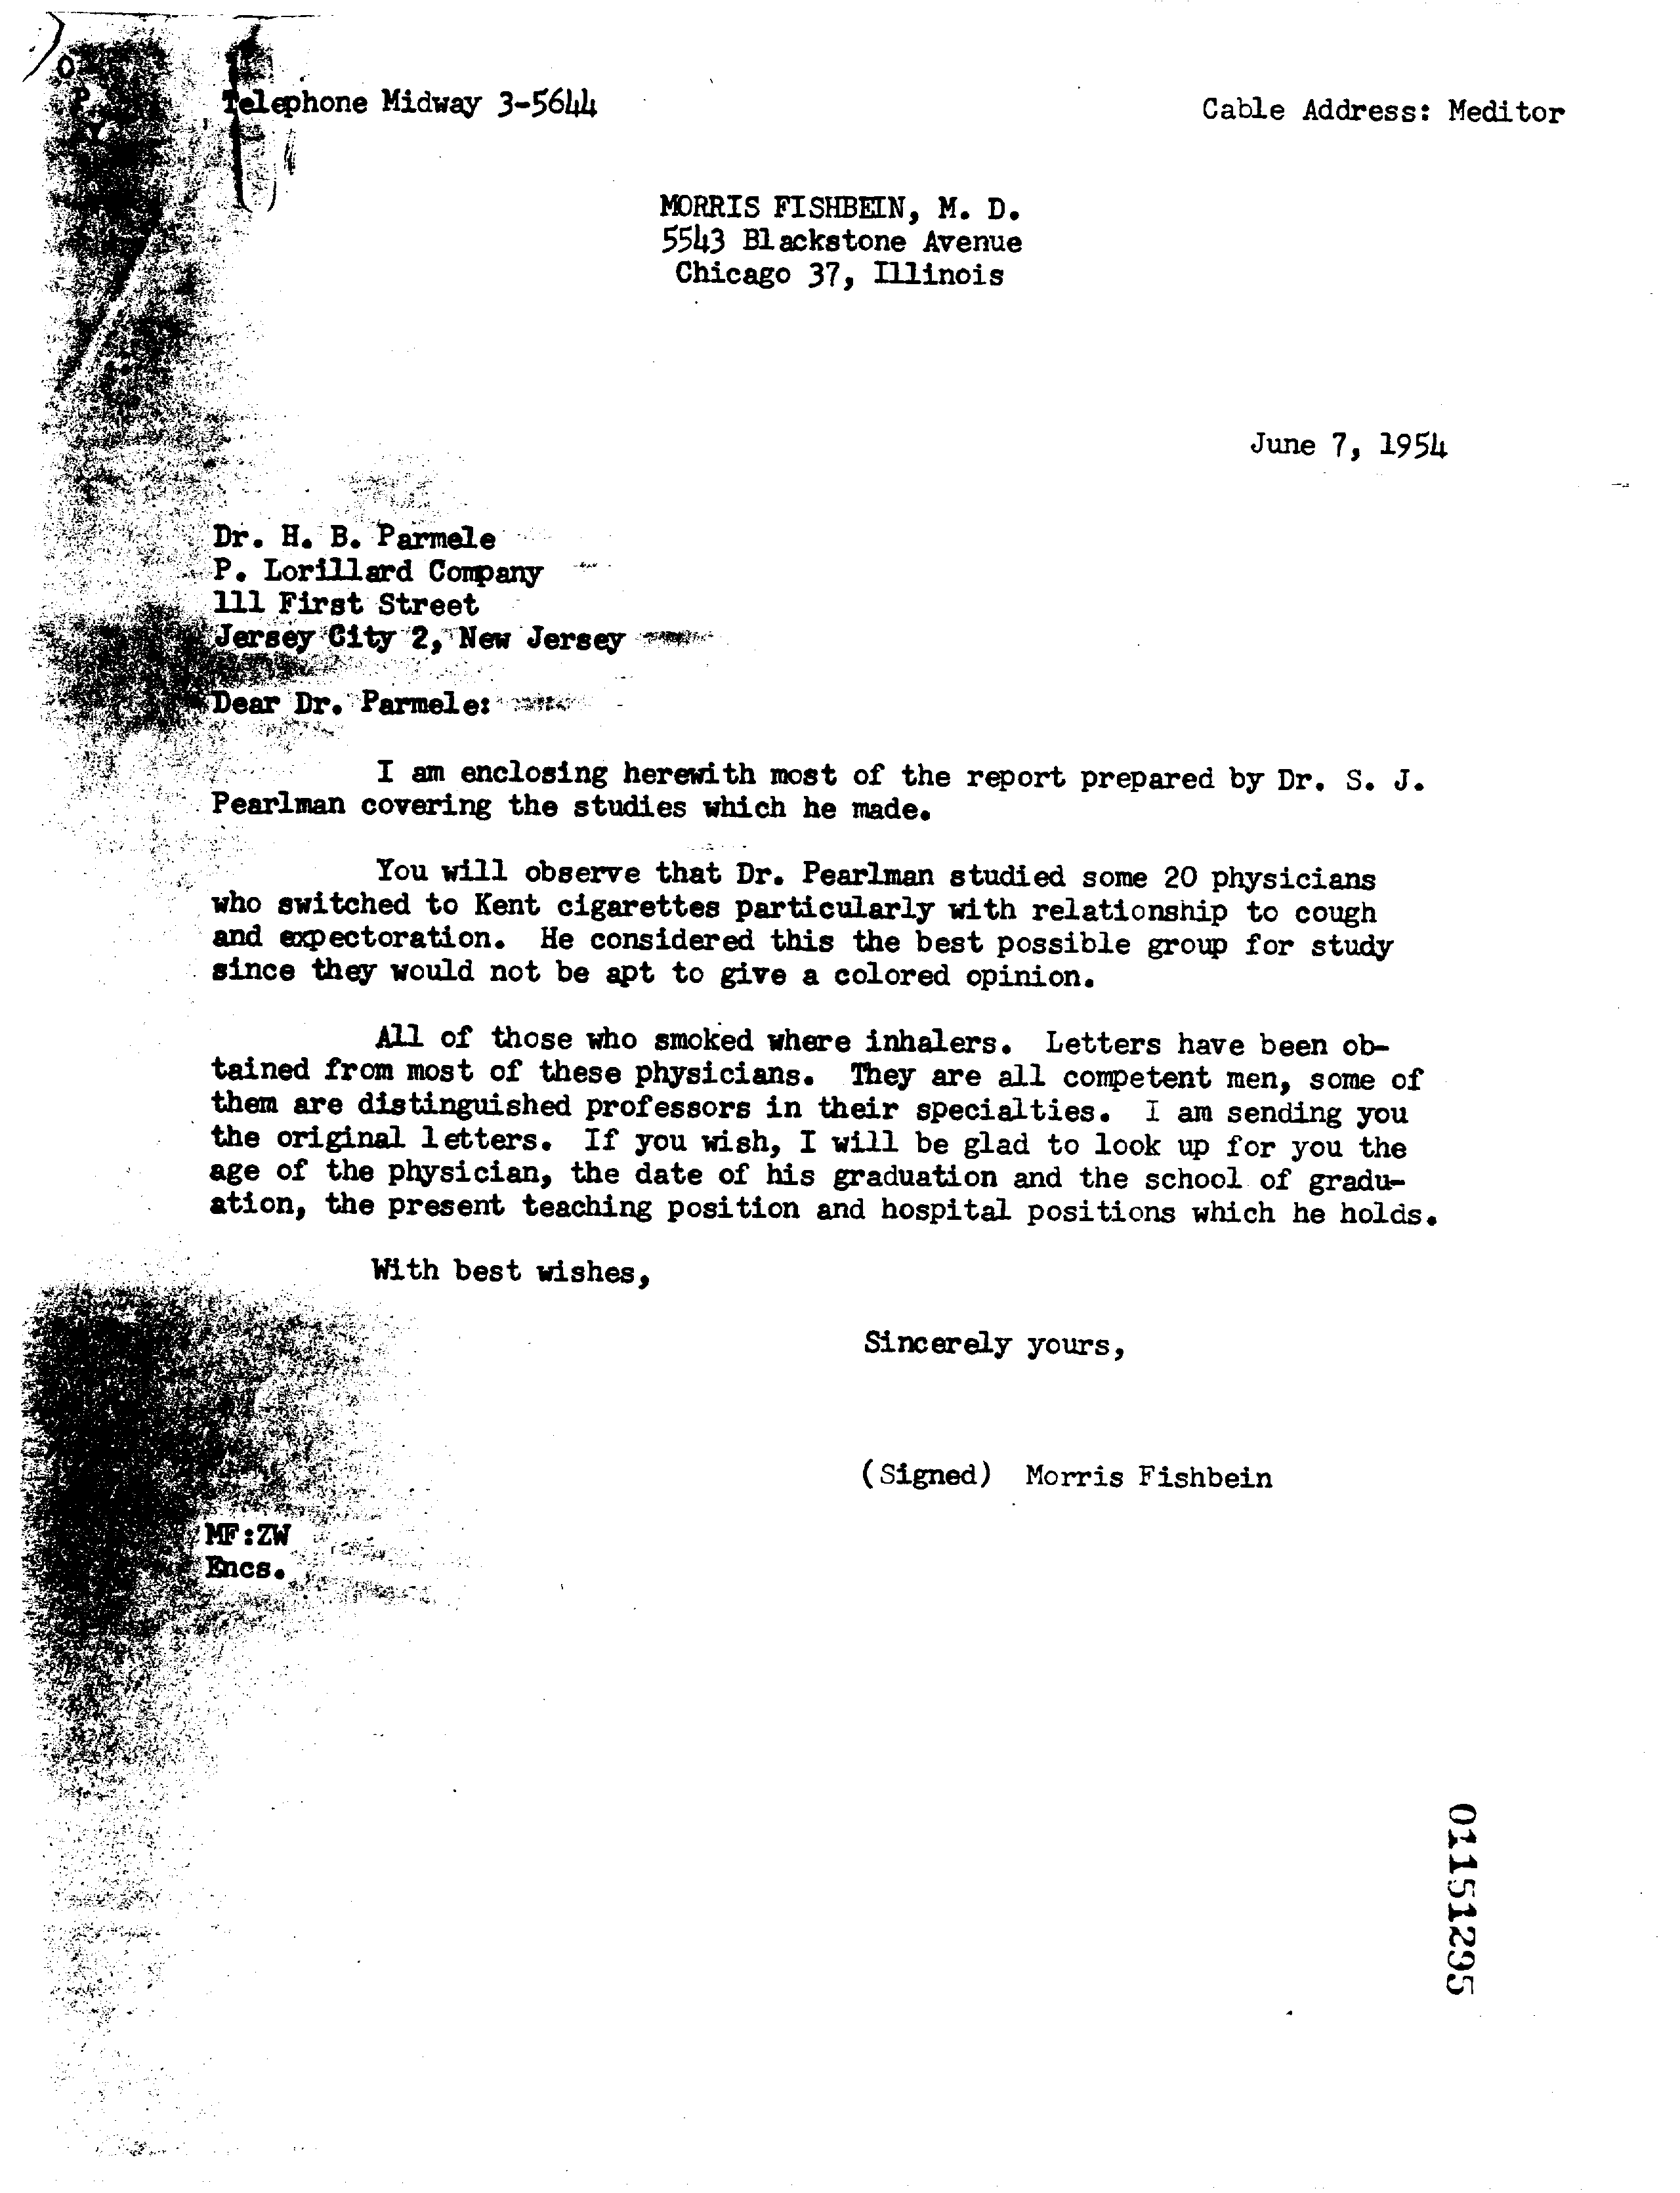 O
P
Y
Telephone Midway 3-5644
Cable Address: Meditor
MORRIS FISHBEIN, M. D.
5543 Blackstone Avenue
Chicago 37, Illinois
June 7, 1954
Dr. H. B. Parmele
P. Lorillard Company
111 First Street
Jersey City 2, New Jersey
Dear Dr. Parmele:
I am enclosing herewith most of the report prepared by Dr. S. J.
Pearlman covering the studies which he made.
You will observe that Dr. Pearlman studied some 20 physicians
who switched to Kent cigarettes particularly with relationship to cough
and expectoration. He considered this the best possible group for study
since they would not be apt to give a colored opinion.
All of those who smoked where inhalers. Letters have been ob-
tained from most of these physicians. They are all competent men, some of
them are distinguished professors in their specialties. I am sending you
the original letters. If you wish, I will be glad to look up for you the
age of the physician, the date of his graduation and the school of gradu-
ation, the present teaching position and hospital positions which he holds.
With best wishes,
Sincerely yours,
(Signed) Morris Fishbein
MF:ZW
Encs.
01151295